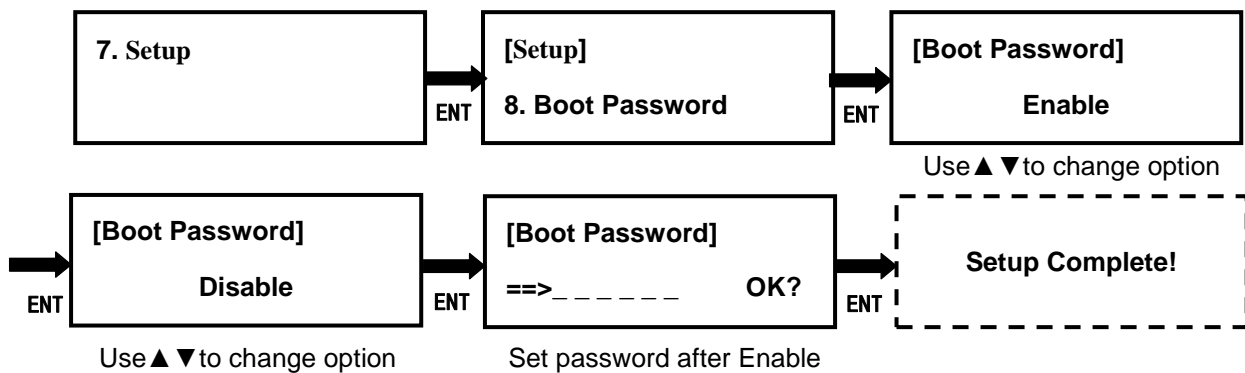 7. Setup
[Setup]
8. Boot Password
[Boot Password]
Enable
ENT
ENT
Use▲▼to change option
[Boot Password]
Disable
[Boot Password]
==>_ _ _ _ _ _ OK?
Setup Complete!
ENT
ENT
ENT
Use▲▼to change option
Set password after Enable